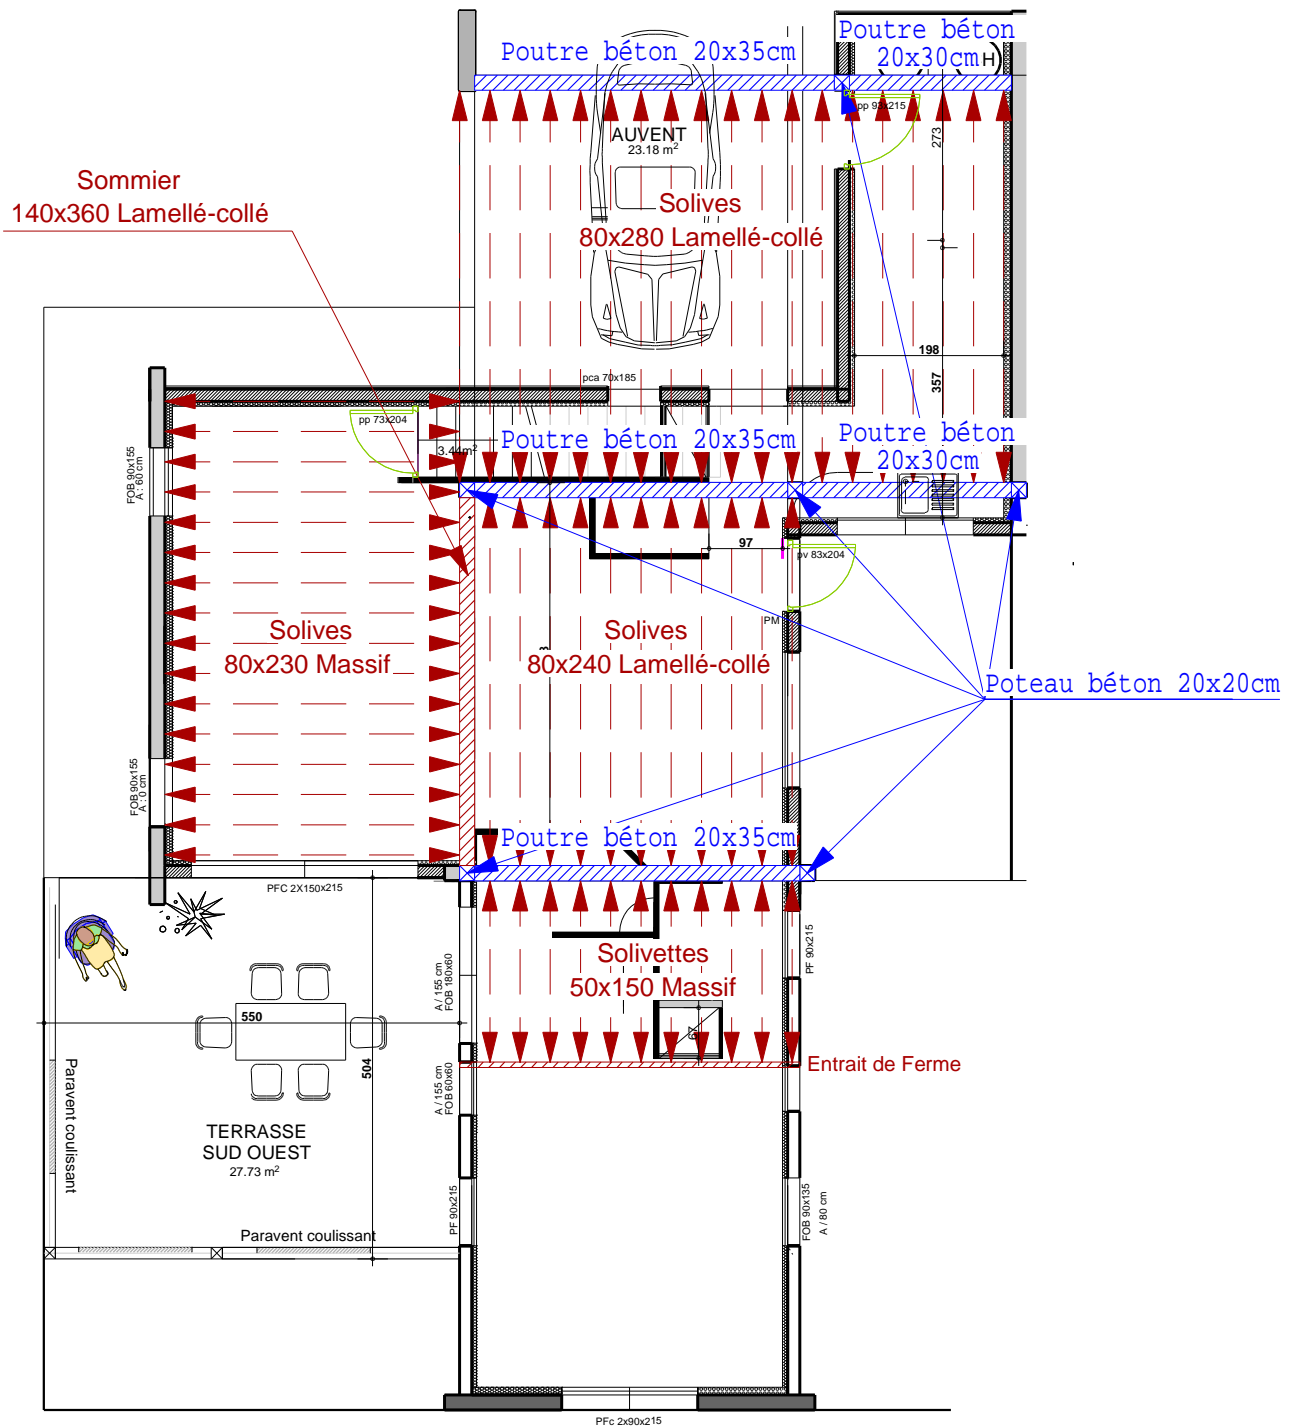 Poutre béton 20x35cm
Poutre béton
20x30cm
H
pp 93x215
273
AUVENT
23.18 m²
Sommier
140x360 Lamellé-collé
Solives
80x280 Lamellé-collé
198
357
pca 70x185
pp 73x204
3.44m²
Poutre béton 20x35cm
Poutre béton
20x30cm
FOB 90x155
A : 60 cm
97
pv 83x204
PM
Solives
80x230 Massif
Solives
80x240 Lamellé-collé
Poteau béton 20x20cm
FOB 90x155
A : 0 cm
Poutre béton 20x35cm
PFC 2X150x215
PF 90x215
Solivettes
50x150 Massif
A / 155 cm
FOB 180x60
67
550
504
Entrait de Ferme
A / 155 cm
FOB 60x60
Paravent coulissant
TERRASSE
SUD OUEST
27.73 m²
PF 90x215
FOB 90x135
A / 80 cm
Paravent coulissant
PFc 2x90x215